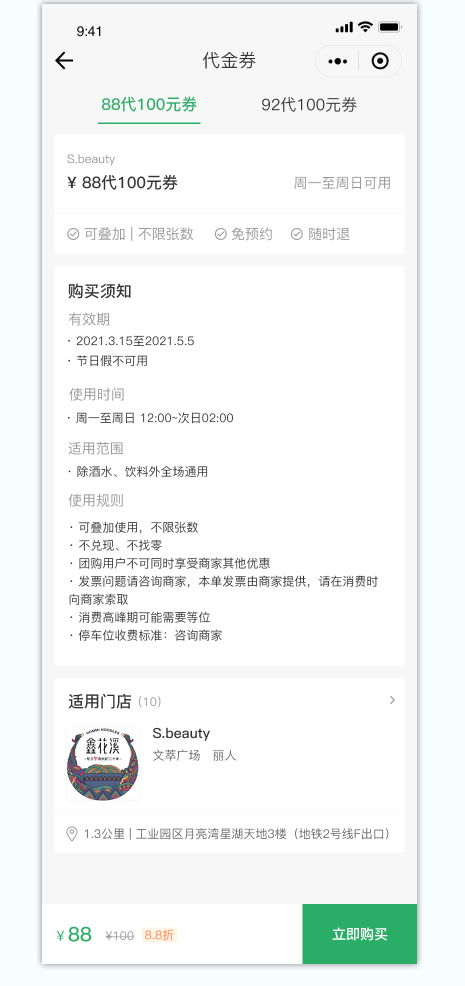 9:41
代金券
88代100元券
92代100元券
S.beauty
¥ 88代100元券
周一至周日可用
可叠加 | 不限张数
免预约
随时退
购买须知
有效期
· 2021.3.15至2021.5.5
· 节日假不可用
使用时间
· 周一至周日 12:00~次日02:00
适用范围
· 除酒水、饮料外全场通用
使用规则
· 可叠加使用，不限张数
· 不兑现、不找零
· 团购用户不可同时享受商家其他优惠
· 发票问题请咨询商家，本单发票由商家提供，请在消费时
向商家索取
· 消费高峰期可能需要等位
· 停车位收费标准：咨询商家
适用门店 (10)
鑫花溪
S.beauty
文萃广场 丽人
1.3公里 | 工业园区月亮湾星湖天地3楼（地铁2号线F出口）
¥ 88 ¥100 8.8折
立即购买